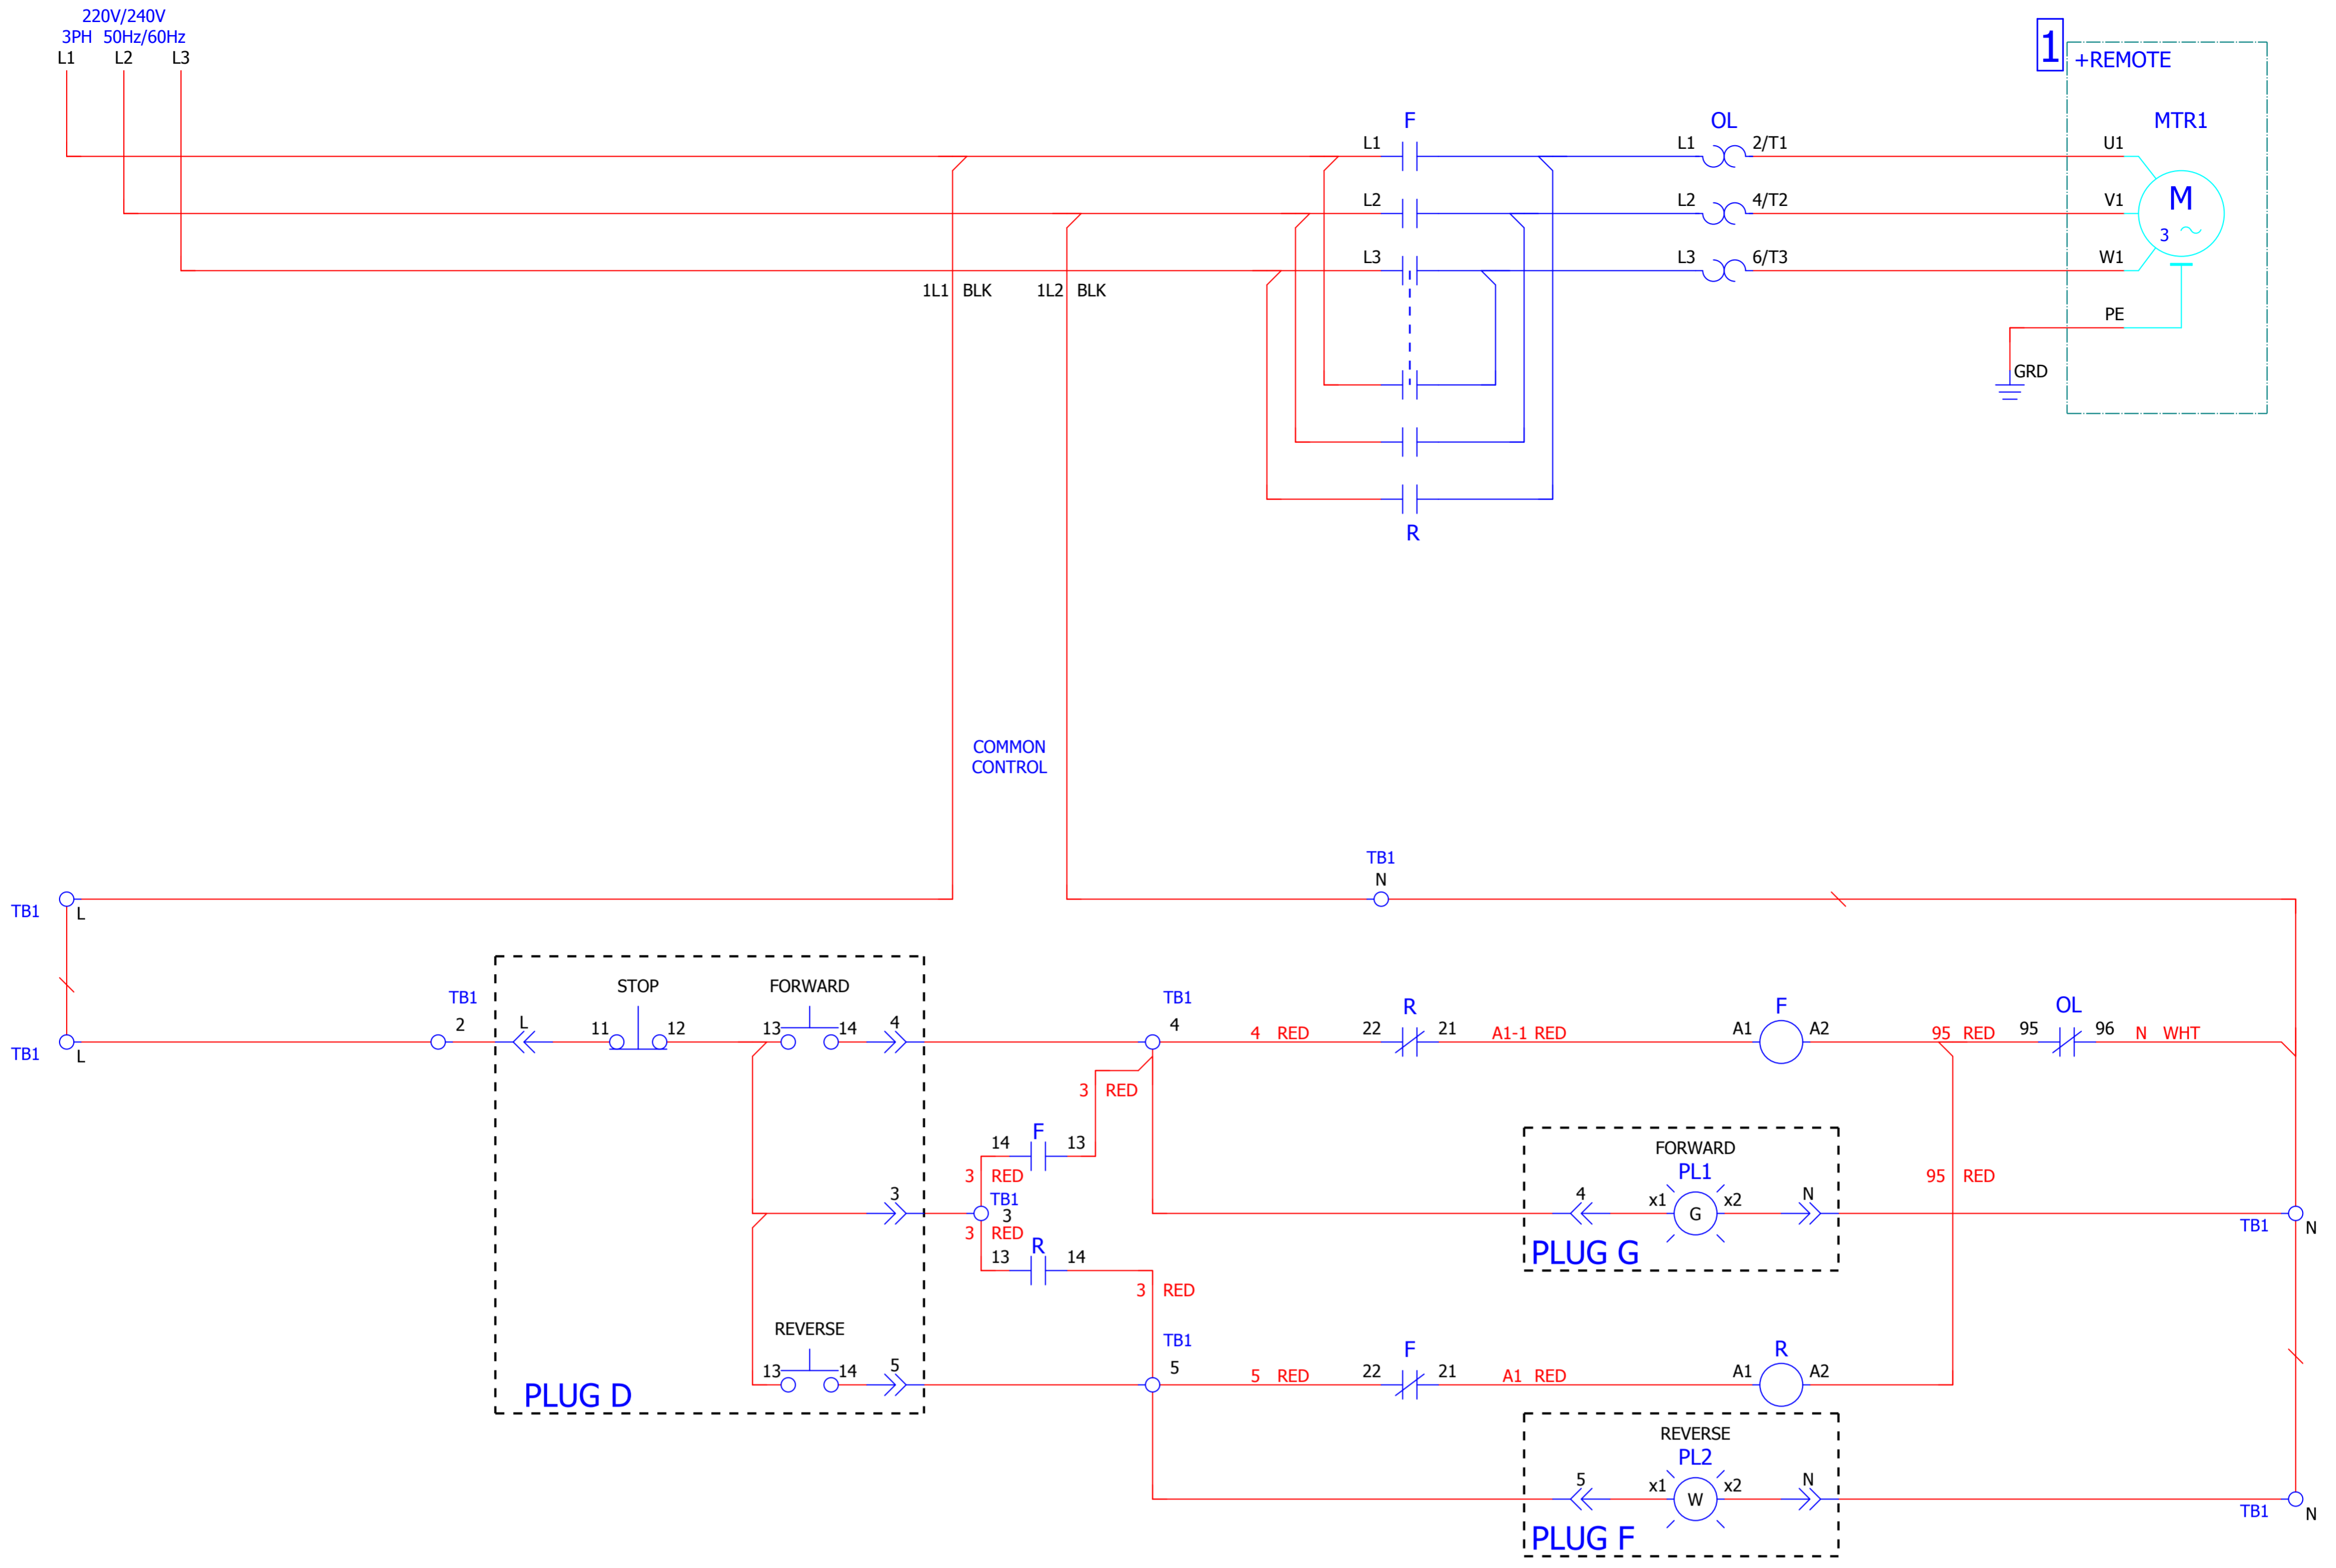 220V/240V
3PH 50Hz/60Hz
L1 L2 L3
1
+REMOTE
F
OL
MTR1
L1
L1
2/T1
U1
L2
L2
4/T2
V1
M
3
L3
L3
6/T3
W1
1L1 BLK
1L2 BLK
PE
GRD
R
COMMON
CONTROL
TB1
N
TB1
L
STOP
FORWARD
TB1
2
L
11
12
13
14
4
TB1
4
4 RED
R
22
21
A1-1 RED
F
A1
A2
95 RED
OL
95
96
N WHT
TB1
L
3 RED
F
14
13
3 RED
TB1
3
3
3 RED
R
13
14
3 RED
FORWARD
PL1
4
x1
G
x2
N
PLUG G
95 RED
TB1
N
REVERSE
13
14
5
PLUG D
TB1
5
5 RED
F
22
21
A1 RED
R
A1
A2
REVERSE
PL2
5
x1
W
x2
N
PLUG F
TB1
N